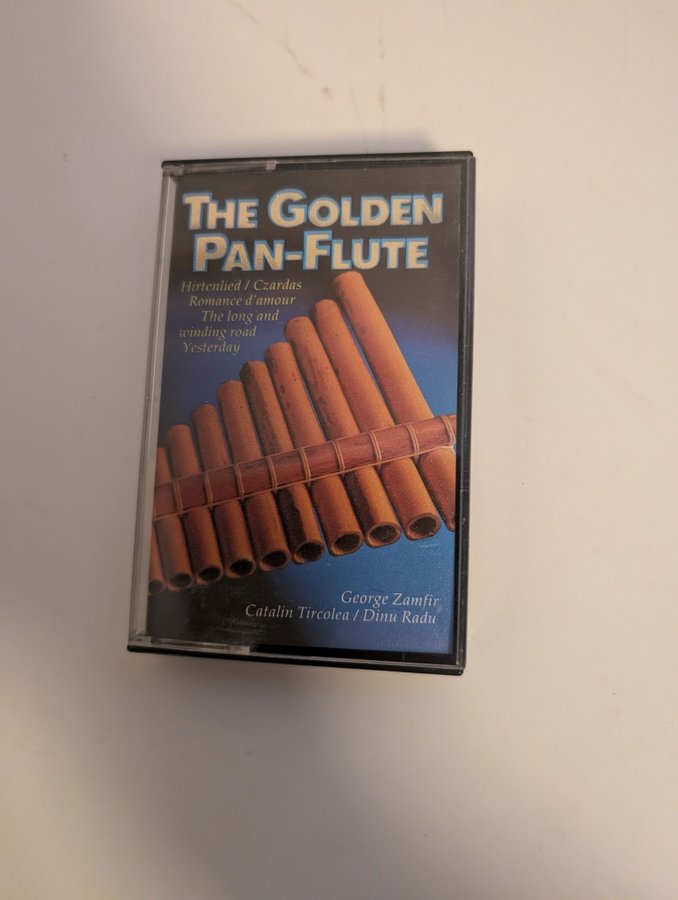 THE GOLDEN
PAN-FLUTE
Hirtenlied / Czardas
Romance d'amour
The long and
winding road
Yesterday
George Zamfir
Catalin Tircolea / Dinu Radu